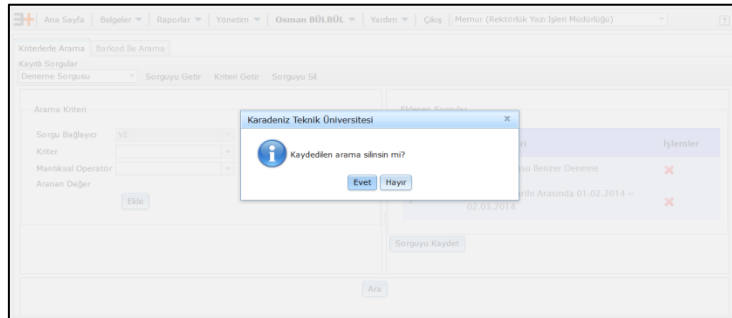 Ana Sayfa Belgeler Raporlar Yönetim Osman BÜLBÜL Yardım Çıkış Memur (Rektörlük Yazı İşleri Müdürlüğü)
Kriterlerle Arama Barkod İle Arama
Kayıtlı Sorgular
Deneme Sorgusu Sorguyu Getir Kriteri Getir Sorguyu Sil
Arama Kriteri
Eklenen Sorgular
Karadeniz Teknik Üniversitesi
Sorgu Bağlayıcı VE
İşlemler
Kriter
Kaydedilen arama silinsin mi?
Mantıksal Operatör
Benzer Deneme
Aranan Değer
Evet Hayır
Arasında 01.02.2014 ~
02.03.2014
Ekle
Sorguyu Kaydet
Ara